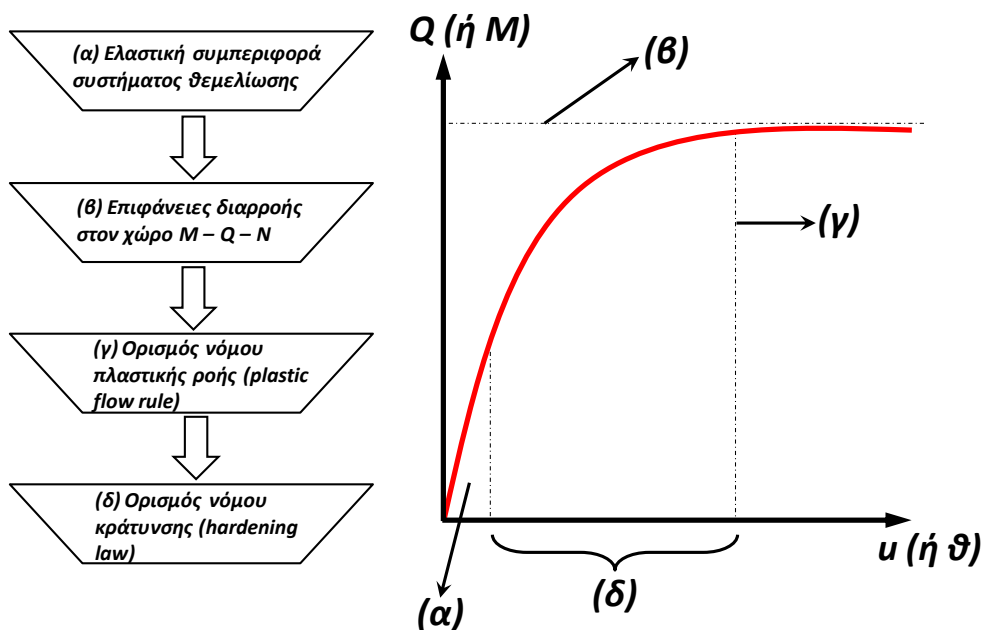 (α) Ελαστική συμπεριφορά
συστήματος θεμελίωσης
(β) Επιφάνειες διαρροής
στον χώρο M – Q – N
(γ) Ορισμός νόμου
πλαστικής ροής (plastic
flow rule)
(δ) Ορισμός νόμου
κράτυνσης (hardening
law)
Q (ή M)
(β)
(γ)
u (ή θ)
(δ)
(α)